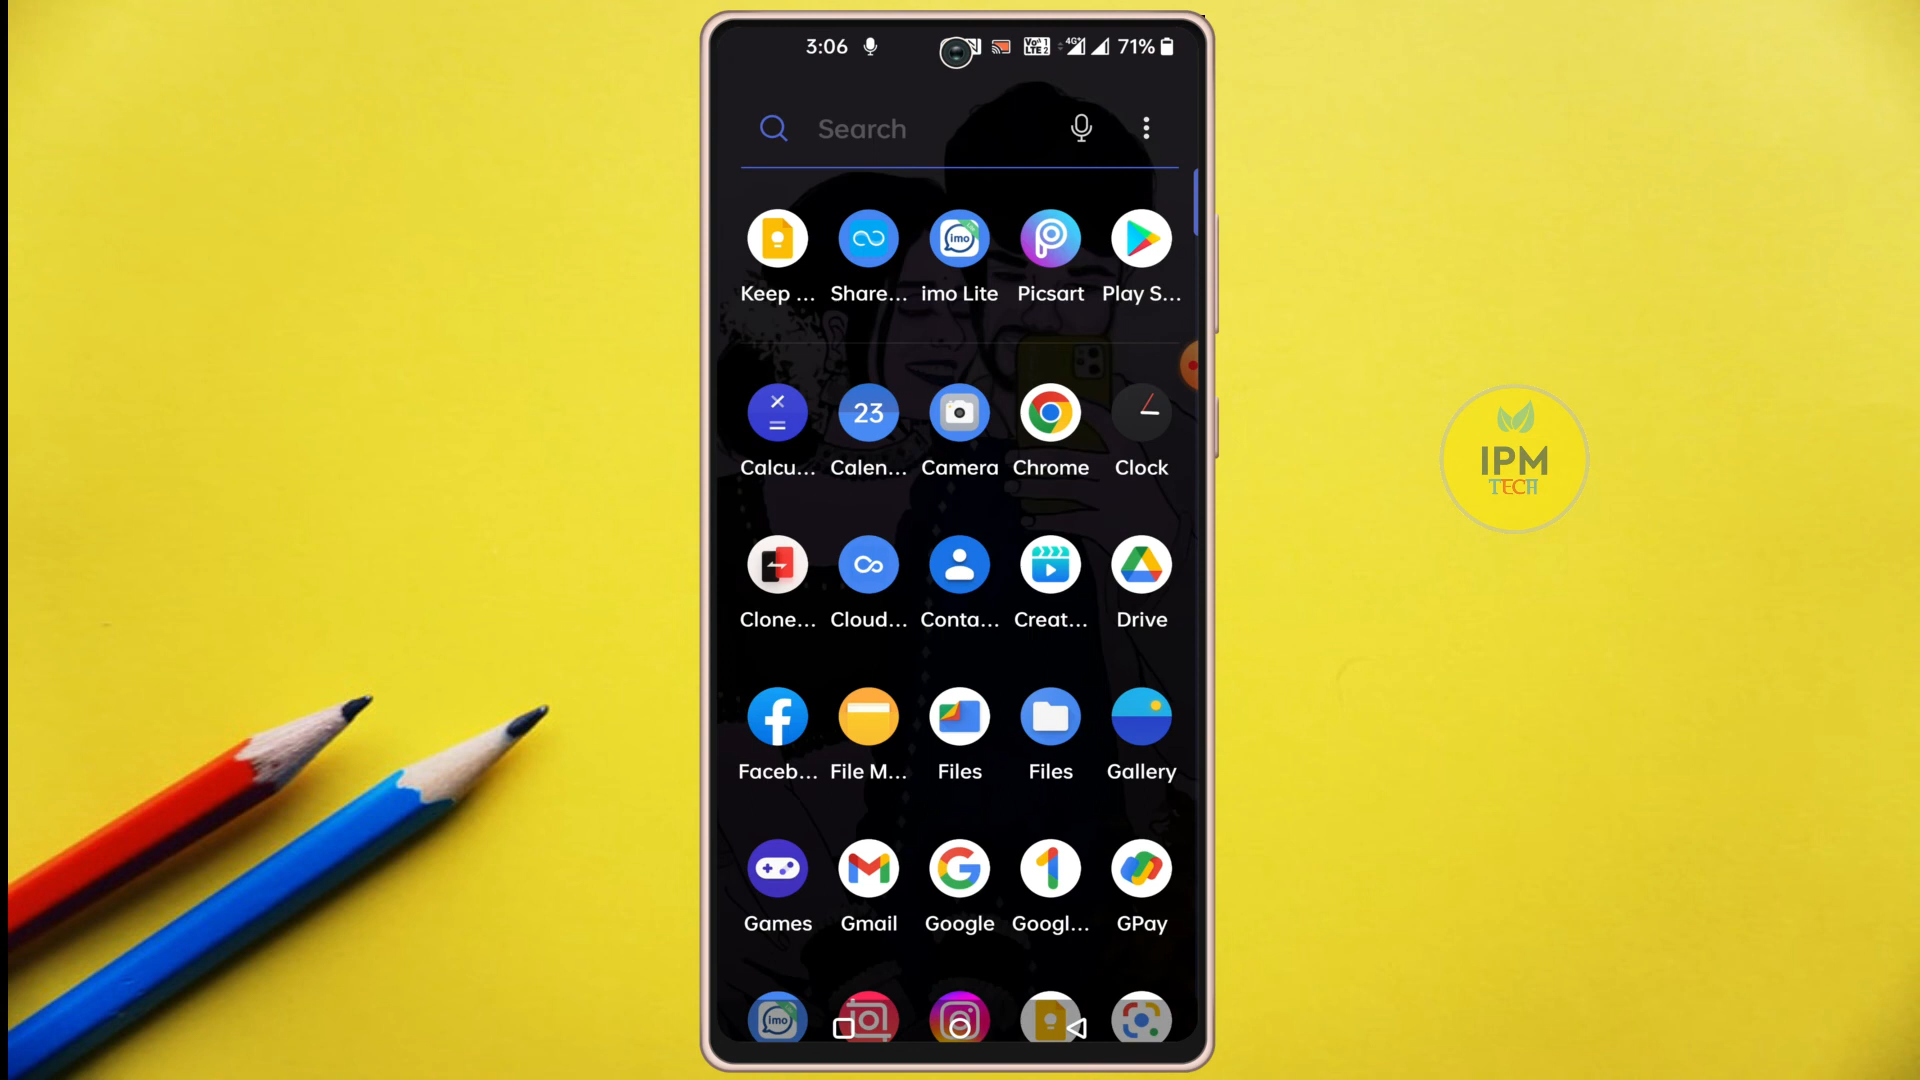 3:06 71%
Search
Keep ... Share... imo Lite Picsart Play S...
23
Calcu... Calen... Camera Chrome Clock
Clone... Cloud... Conta... Creat... Drive
Faceb... File M... Files Files Gallery
Games Gmail Google Googl... GPay
imo
IPM
TECH